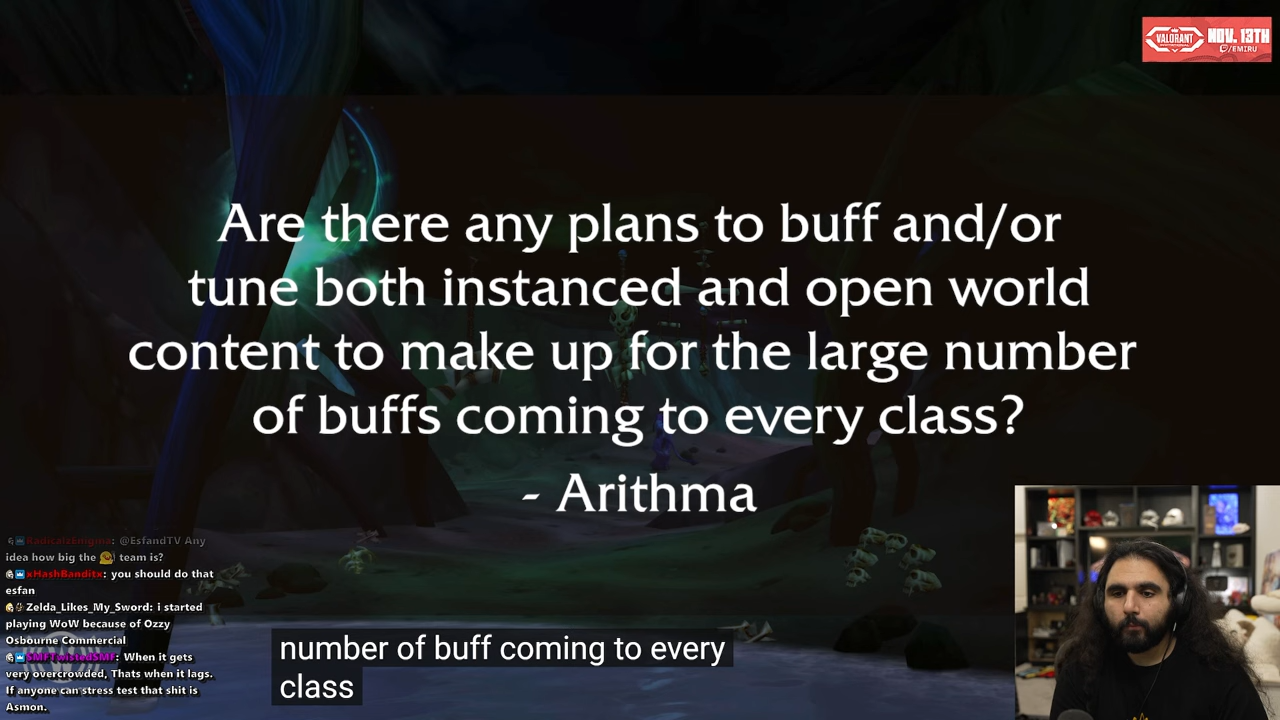 VALORANT
NOV. 13TH
/EMIRU
Are there any plans to buff and/or
tune both instanced and open world
content to make up for the large number
of buffs coming to every class?
- Arithma
RadicalzEnigma: @EsfandTV Any
idea how big the team is?
xHashBanditx: you should do that
esfan
Zelda_Likes_My_Sword: i started
playing WoW because of Ozzy
Osbourne Commercial
SMFTwistedSMF: When it gets
very overcrowded, Thats when it lags.
If anyone can stress test that shit is
Asmon.
number of buff coming to every
class